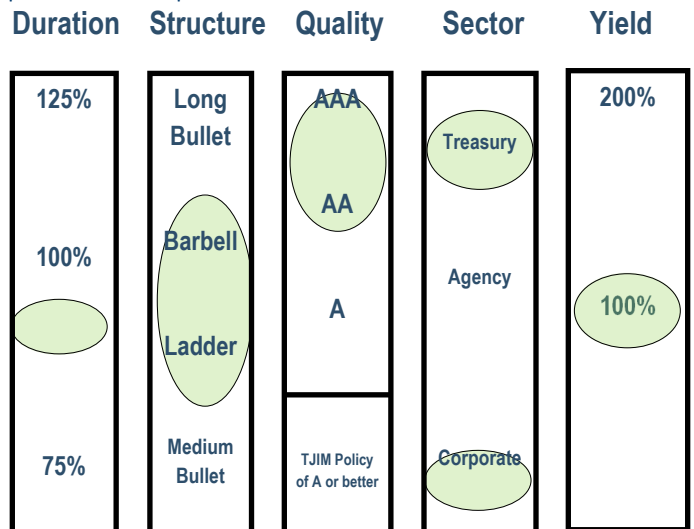 Duration
Structure
Quality
Sector
Yield
125%
100%
75%
Long
Bullet
Barbell
Ladder
Medium
Bullet
AAA
AA
A
TJIM Policy
of A or better
Treasury
Agency
Corporate
200%
100%